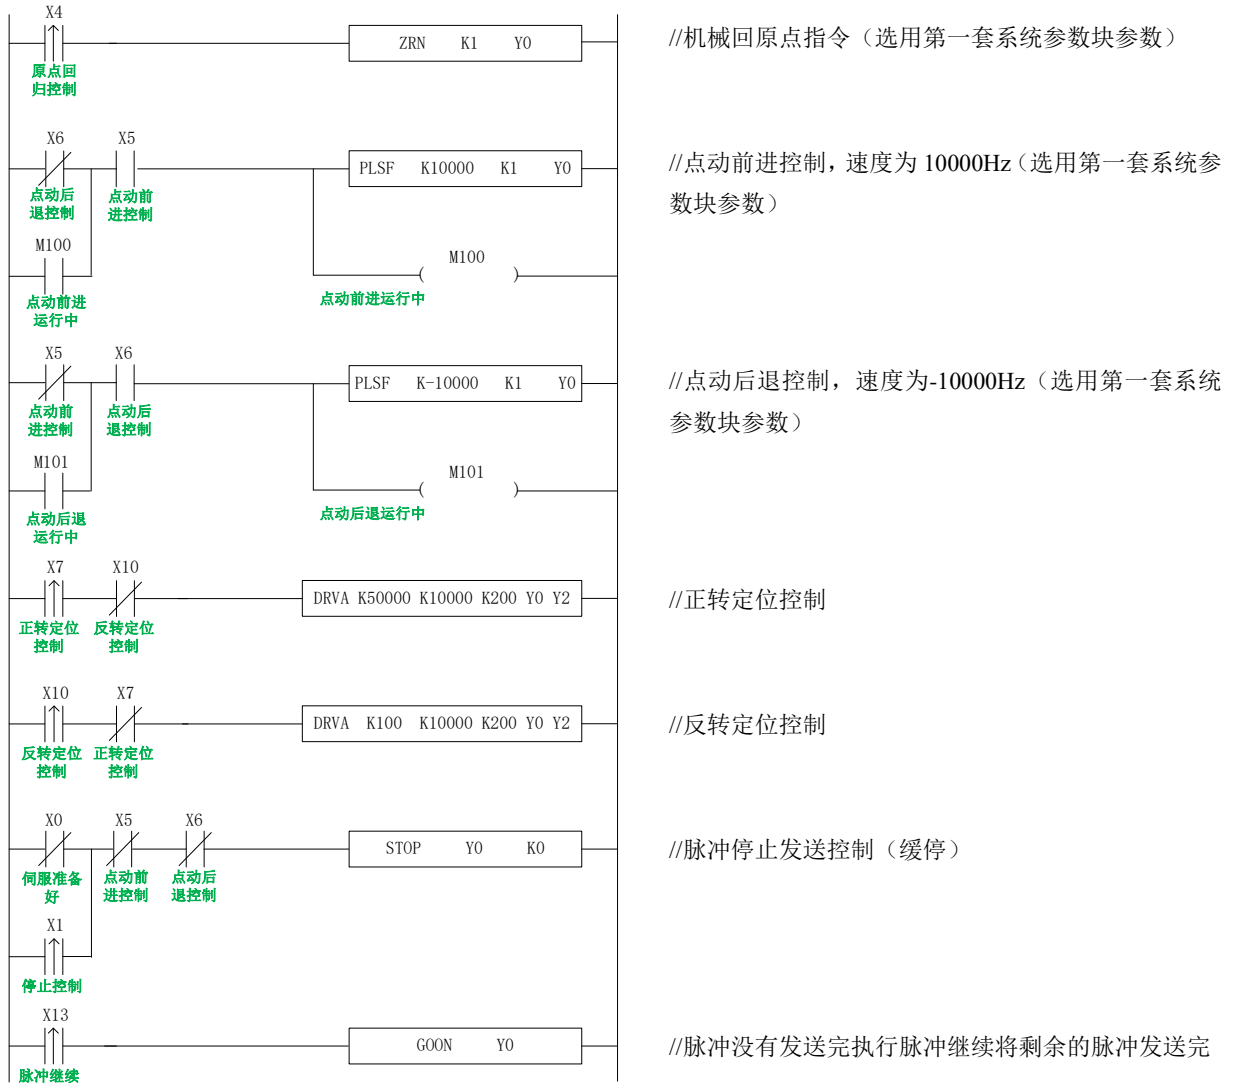 X4
ZRN K1 Y0
//机械回原点指令（选用第一套系统参数块参数）
原点回
归控制
X6 X5
PLSF K10000 K1 Y0
//点动前进控制，速度为 10000Hz（选用第一套系统参
数块参数）
点动后
退控制
点动前
进控制
M100
M100
点动前进
运行中
点动前进运行中
X5 X6
PLSF K-10000 K1 Y0
//点动后退控制，速度为-10000Hz（选用第一套系统
参数块参数）
点动前
进控制
点动后
退控制
M101
M101
点动后退
运行中
点动后退运行中
X7 X10
DRVA K50000 K10000 K200 Y0 Y2
//正转定位控制
正转定位
控制
反转定位
控制
X10 X7
DRVA K100 K10000 K200 Y0 Y2
//反转定位控制
反转定位
控制
正转定位
控制
X0 X5 X6
STOP Y0 K0
//脉冲停止发送控制（缓停）
伺服准备
好
点动前
进控制
点动后
退控制
X1
停止控制
X13
GOON Y0
//脉冲没有发送完执行脉冲继续将剩余的脉冲发送完
脉冲继续